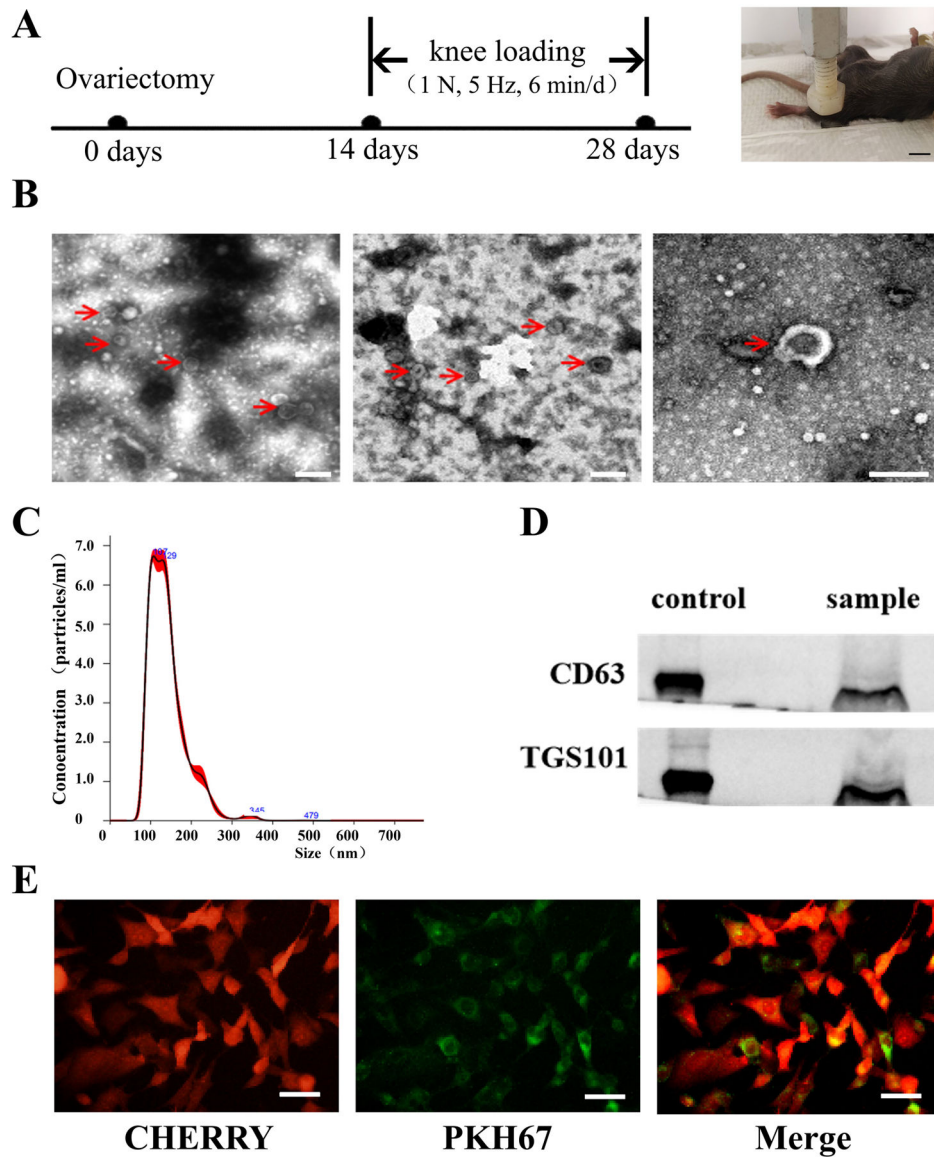 A
Ovariectomy
knee loading
(1 N, 5 Hz, 6 min/d)
0 days
14 days
28 days
B
C
7.0
6.0
4.0
3.0
2.0
1.0
0
Conoentration (partricles/ml)
29
345
479
0 100 200 300 400 500 600 700
Size (nm)
D
control sample
CD63
TGS101
E
CHERRY PKH67 Merge